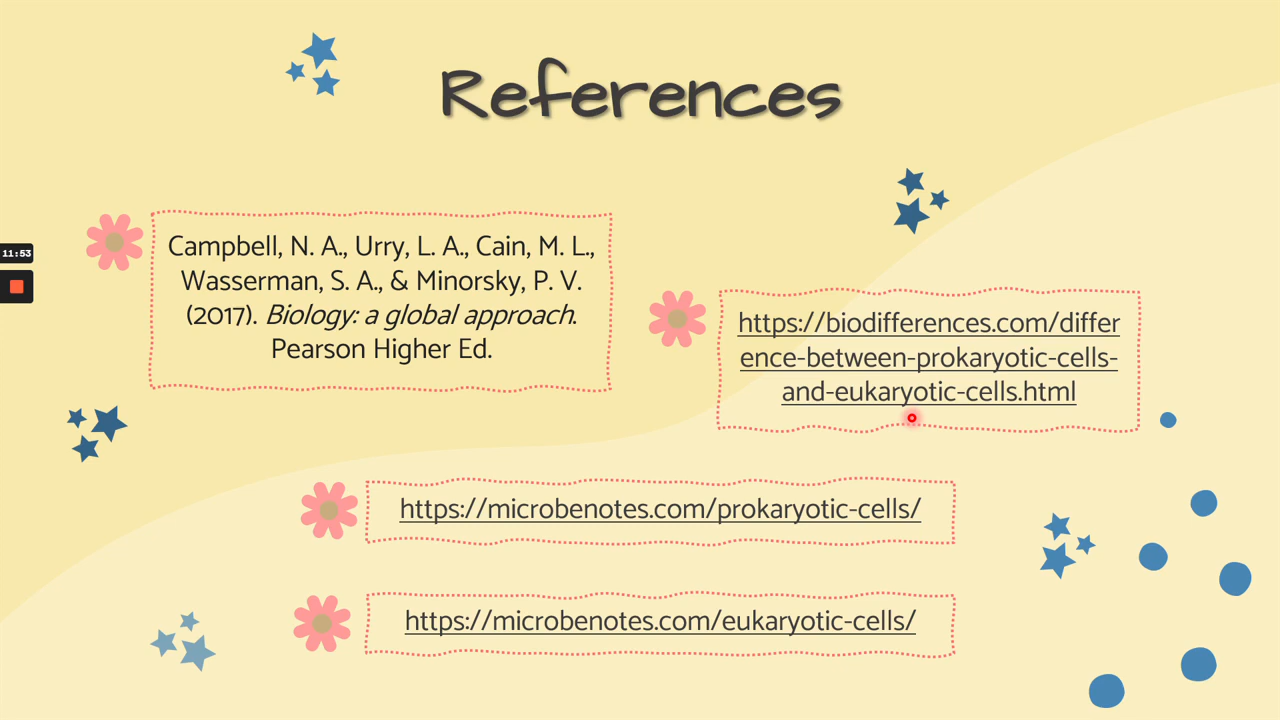 References
11:53
Campbell, N. A., Urry, L. A., Cain, M. L.,
Wasserman, S. A., & Minorsky, P. V.
(2017). Biology: a global approach.
Pearson Higher Ed.
https://biodifferences.com/differ
ence-between-prokaryotic-cells-
and-eukaryotic-cells.html
https://microbenotes.com/prokaryotic-cells/
https://microbenotes.com/eukaryotic-cells/